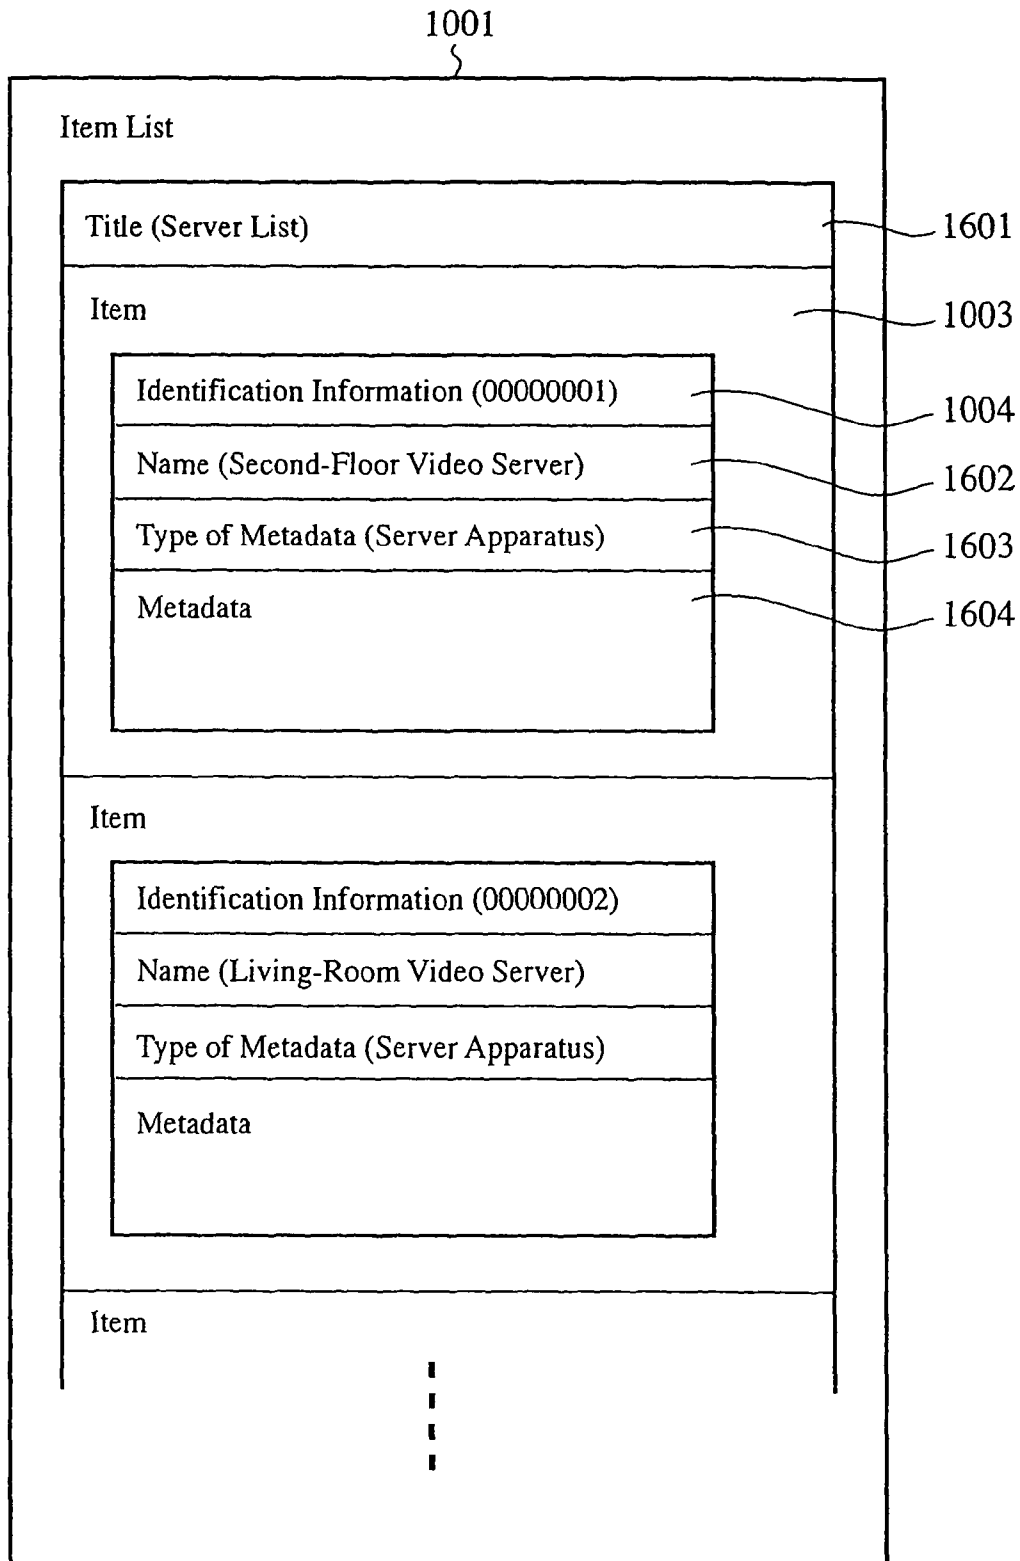 1001
Item List
Title (Server List)
1601
Item
1003
Identification Information (00000001)
1004
Name (Second-Floor Video Server)
1602
Type of Metadata (Server Apparatus)
1603
Metadata
1604
Item
Identification Information (00000002)
Name (Living-Room Video Server)
Type of Metadata (Server Apparatus)
Metadata
Item